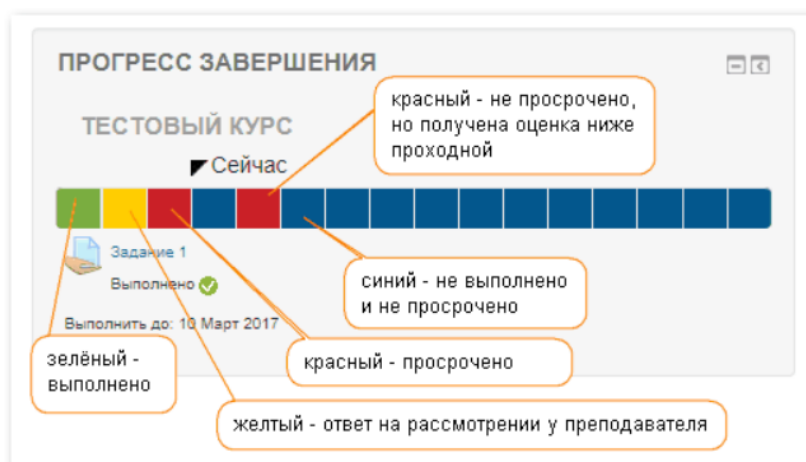 ПРОГРЕСС ЗАВЕРШЕНИЯ
красный - не просрочено,
но получена оценка ниже
проходной
ТЕСТОВЫЙ КУРС
Сейчас
Задание 1
Выполнено
синий - не выполнено
и не просрочено
Выполнить до: 10 Март 2017
зелёный -
выполнено
красный - просрочено
желтый - ответ на рассмотрении у преподавателя